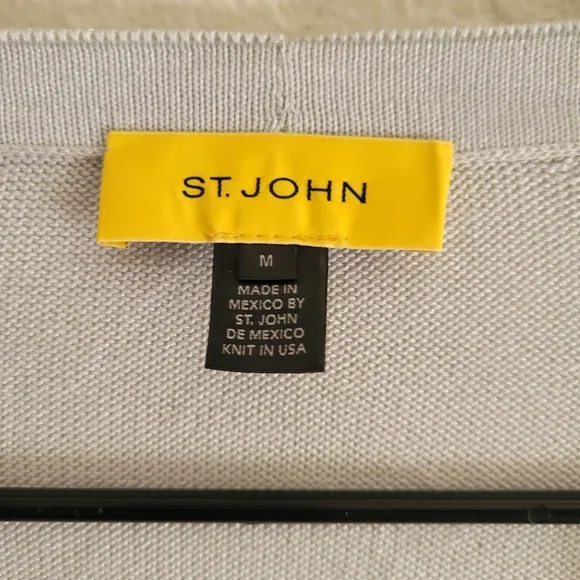 ST. JOHN
M
MADE IN
MEXICO BY
ST. JOHN
DE MEXICO
KNIT IN USA